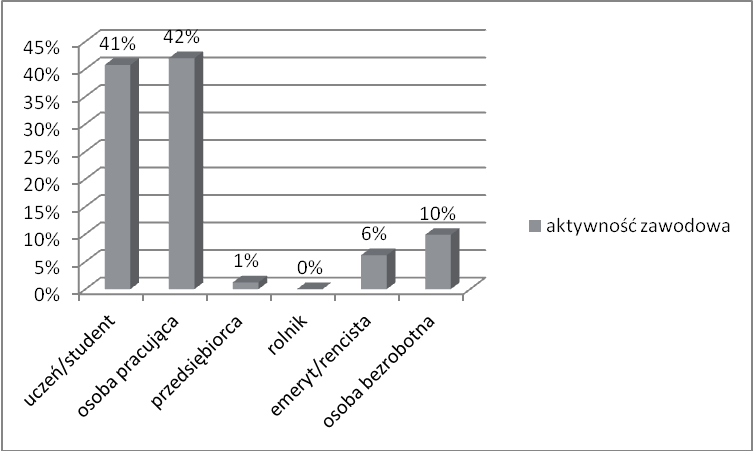 45%
40%
35%
30%
25%
20%
15%
10%
5%
0%
41%
42%
1%
0%
6%
10%
uczeń/student
osoba pracująca
przedsiębiorca
rolnik
emeryt/rencista
osoba bezrobotna
aktywność zawodowa